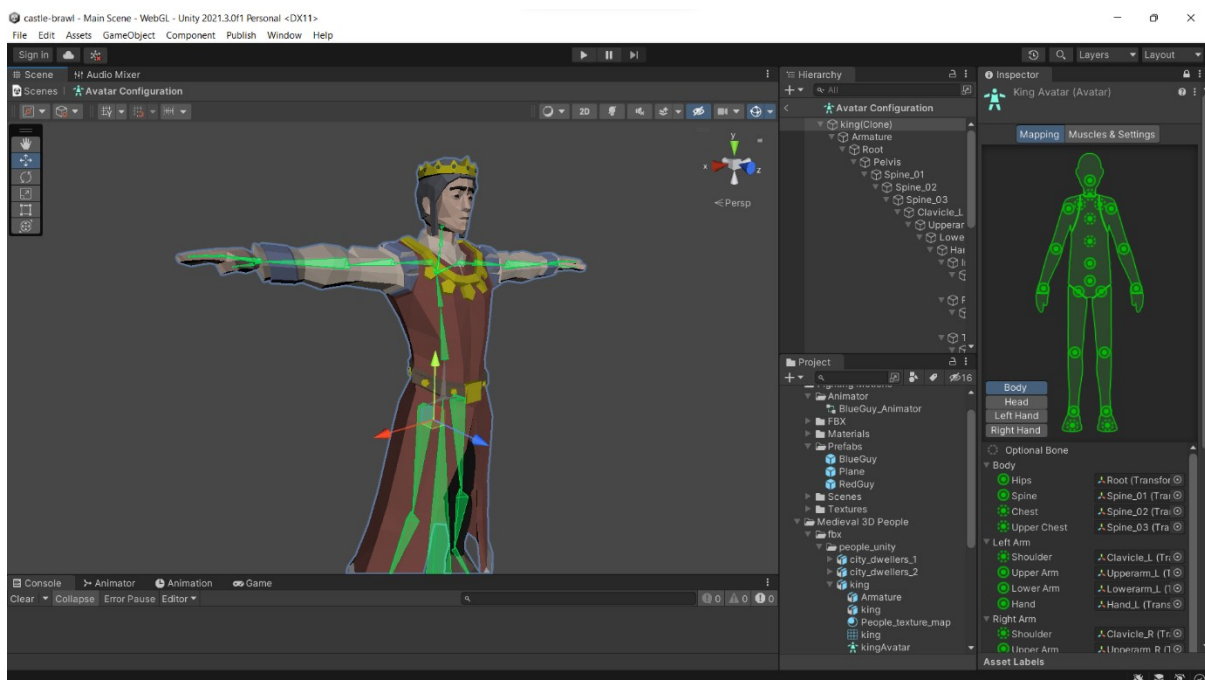 castle-brawl - Main Scene - WebGL - Unity 2021.3.0f1 Personal <DX11>
File Edit Assets GameObject Component Publish Window Help
Sign in
Layers
Layout
Scene
Audio Mixer
Scenes
Avatar Configuration
2D
y
x
z
Persp
Console
Animator
Animation
Game
Clear
Collapse
Error Pause
Editor
0
0
0
Hierarchy
All
Avatar Configuration
king(Clone)
Armature
Root
Pelvis
Spine_01
Spine_02
Spine_03
Clavicle_L
Upperar
Lowe
Har
Project
16
Animator
BlueGuy_Animator
FBX
Materials
Prefabs
BlueGuy
Plane
RedGuy
Scenes
Textures
Medieval 3D People
fbx
people_unity
city_dwellers_1
city_dwellers_2
king
Armature
king
People_texture_map
king
kingAvatar
Inspector
King Avatar (Avatar)
Mapping
Muscles & Settings
Body
Head
Left Hand
Right Hand
Optional Bone
Body
Hips Root (Transfor
Spine Spine_01 (Tra
Chest Spine_02 (Tra
Upper Chest Spine_03 (Tra
Left Arm
Shoulder Clavicle_L (Tr
Upper Arm Upperarm_L (T
Lower Arm Lowerarm_L (T
Hand Hand_L (Trans
Right Arm
Shoulder Clavicle_R (Tr
Upper Arm Upperarm_R (T
Asset Labels